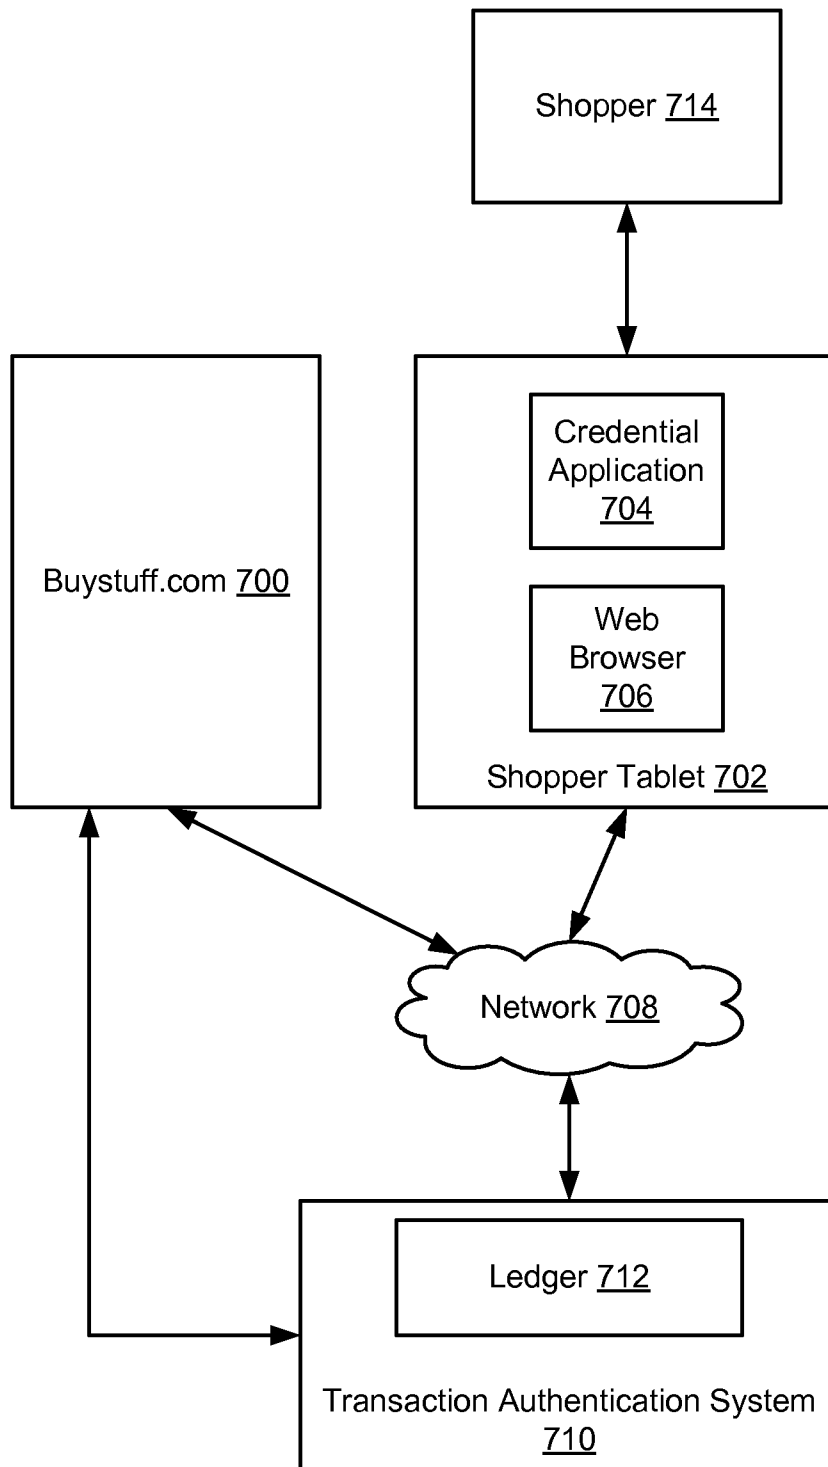 Shopper 714
Credential
Application
704
Buystuff.com 700
Web
Browser
706
Shopper Tablet 702
Network 708
Ledger 712
Transaction Authentication System
710